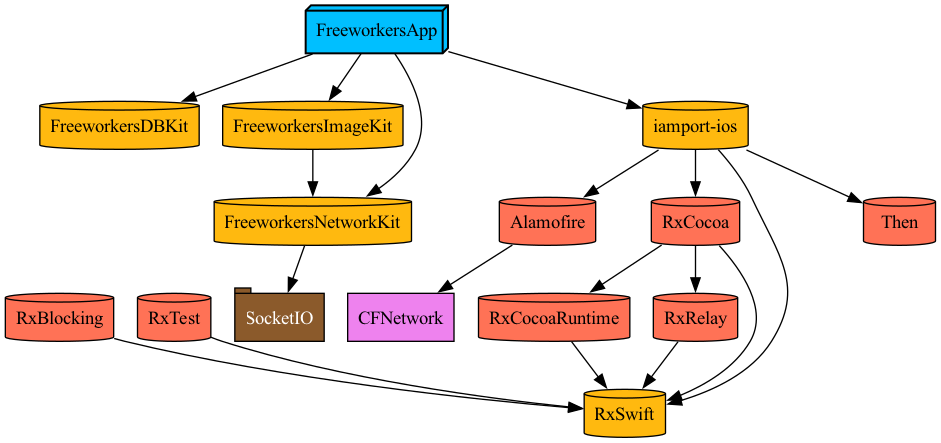 FreeworkersApp
FreeworkersDBKit
FreeworkersImageKit
iamport-ios
FreeworkersNetworkKit
Alamofire
RxCocoa
Then
RxBlocking
RxTest
SocketIO
CFNetwork
RxCocoaRuntime
RxRelay
RxSwift